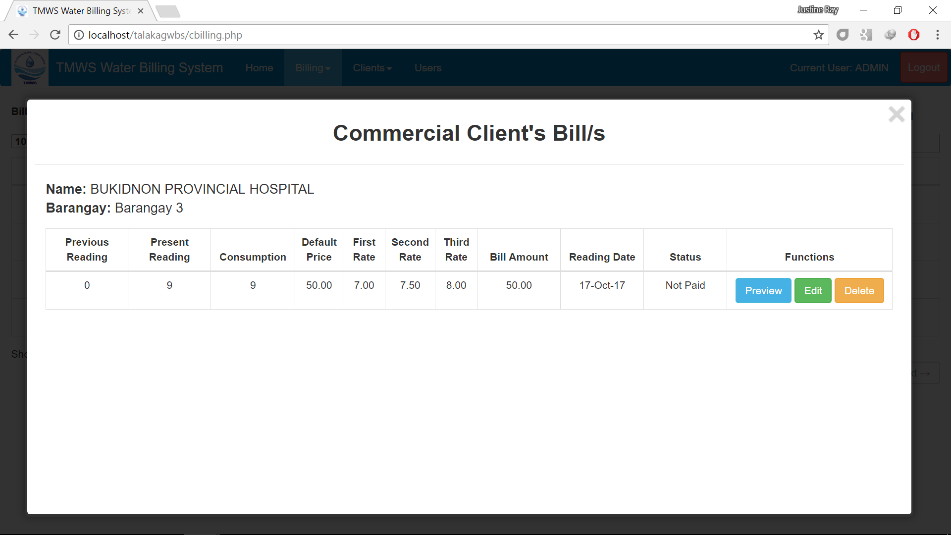 TMWS Water Billing Syst
Justine Ray
localhost/talakagwbs/cbilling.php
TMWS Water Billing System Home Billing Clients Users Current User: ADMIN Logout
Bill
10
Commercial Client's Bill/s
Name: BUKIDNON PROVINCIAL HOSPITAL
Barangay: Barangay 3
Previous Reading Present Reading Consumption Default Price First Rate Second Rate Third Rate Bill Amount Reading Date Status Functions
0 9 9 50.00 7.00 7.50 8.00 50.00 17-Oct-17 Not Paid Preview Edit Delete
Sho